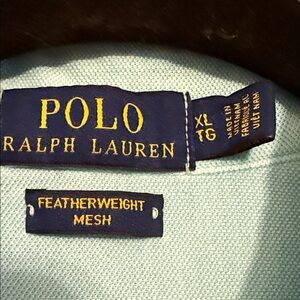 POLO
RALPH LAUREN
XL
TG
MADE IN
VIETNAM
FABRIQUÉ AU
VIÊT NAM
FEATHERWEIGHT
MESH